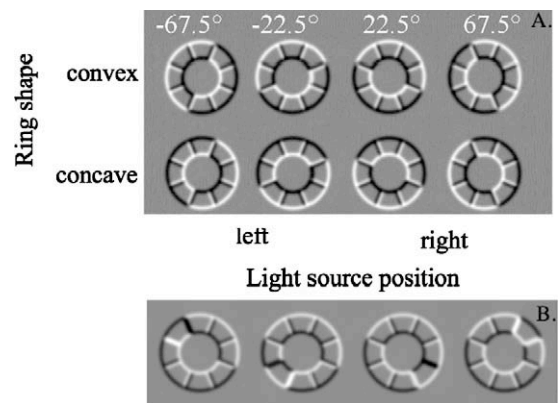 -67.5° -22.5° 22.5° 67.5° A.
Ring shape
convex
concave
left right
Light source position
B.